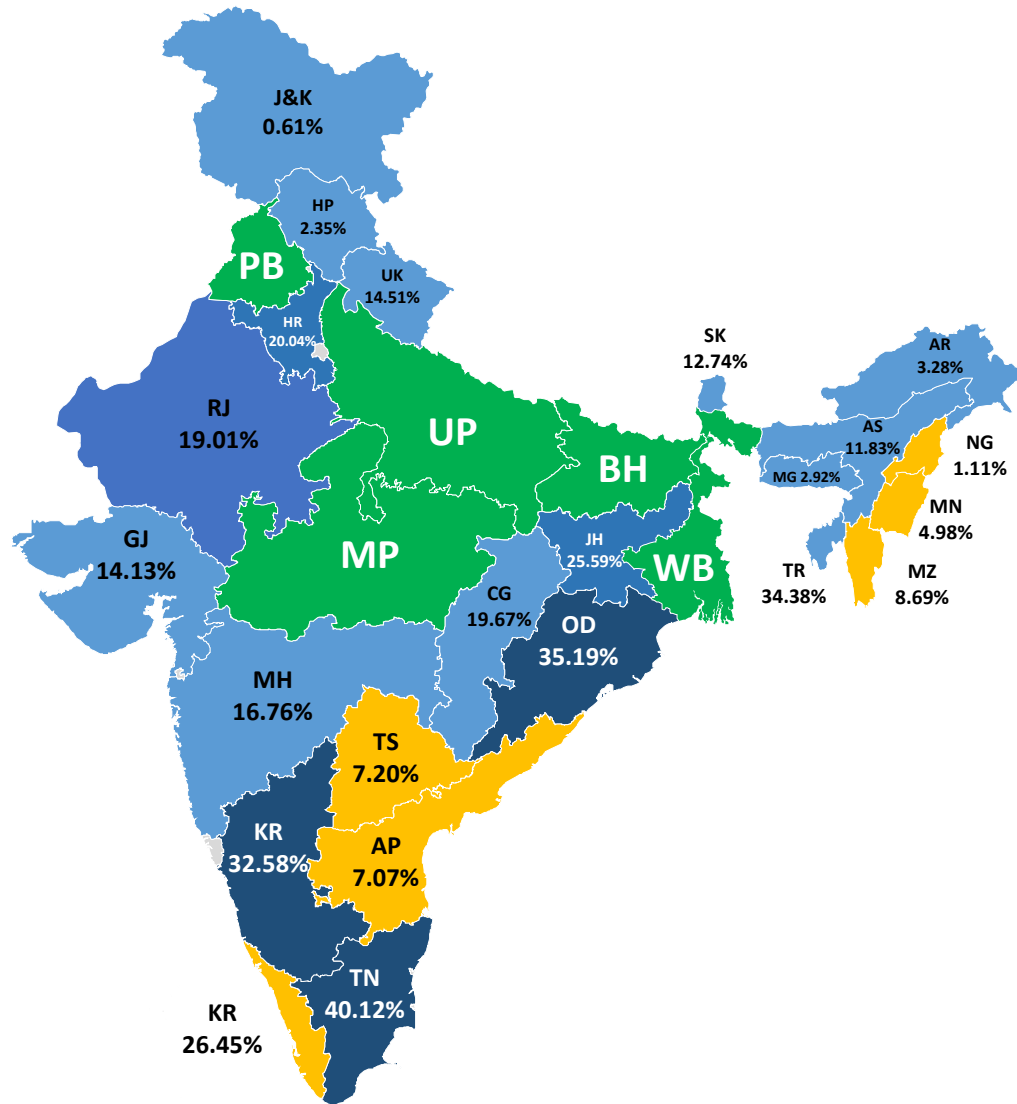 J&K
0.61%
HP
2.35%
PB
UK
14.51%
HR
20.04%
SK
12.74%
AR
3.28%
RJ
19.01%
UP
BH
AS
11.83%
NG
1.11%
MG 2.92%
MN
4.98%
GJ
14.13%
MP
JH
25.59%
WB
TR
34.38%
MZ
8.69%
CG
19.67%
OD
35.19%
MH
16.76%
TS
7.20%
KR
32.58%
AP
7.07%
TN
40.12%
KR
26.45%